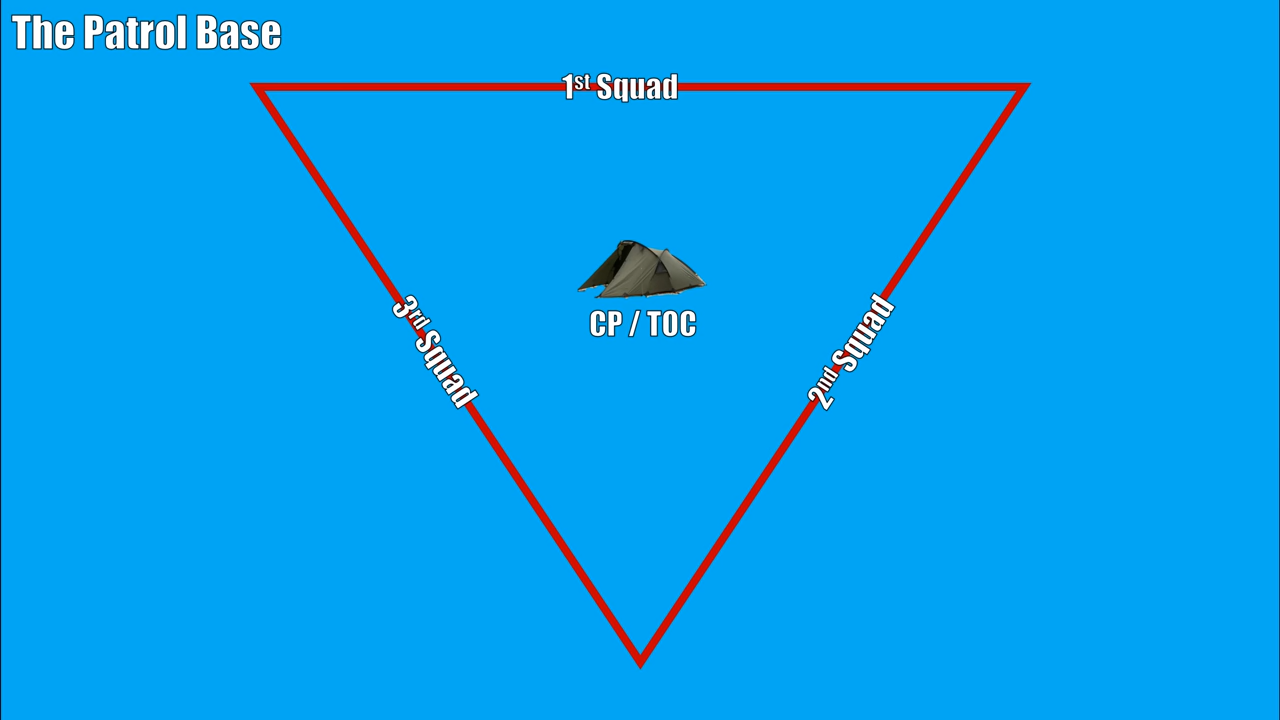 The Patrol Base
1st Squad
CP / TOC
3rd Squad
2nd Squad